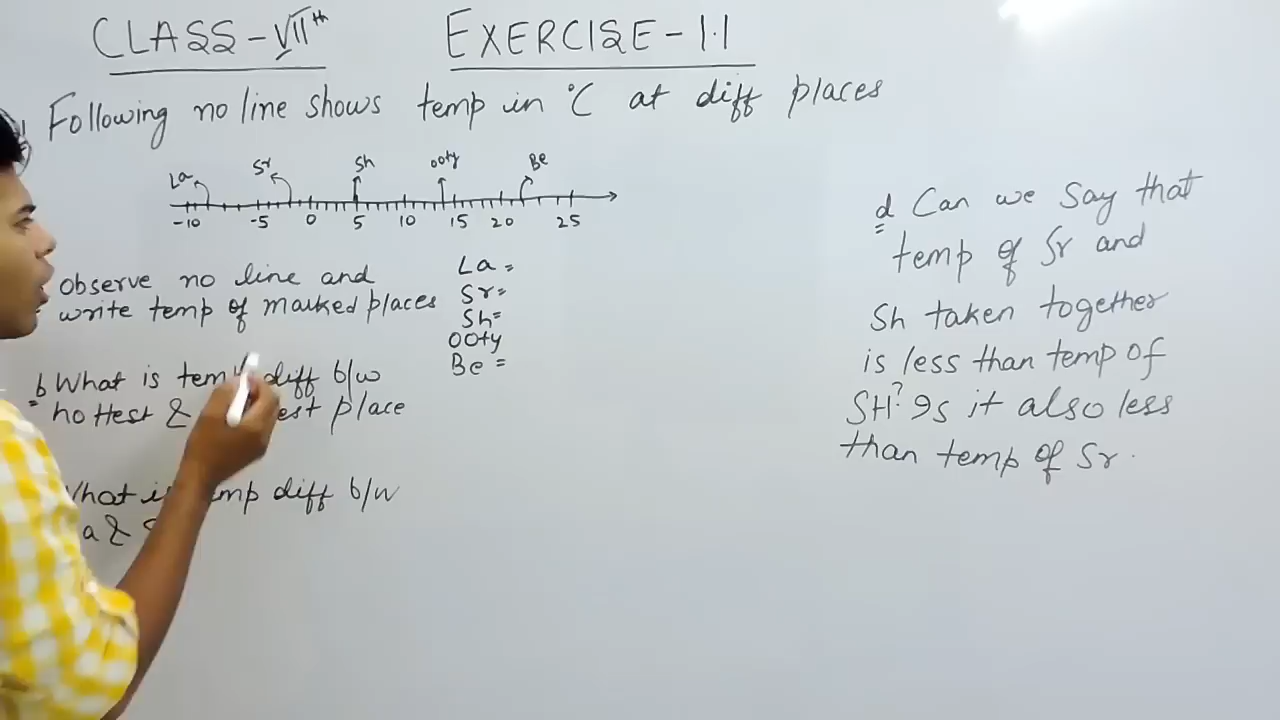 CLASS-VIIth EXERCISE-1.1
Following no line shows temp in °C at diff places
La Sr Sh ooty Be
-10 -5 0 5 10 15 20 25
observe no line and
write temp of marked places
La =
Sr =
Sh =
OOty
Be =
b What is temp diff b/w
hottest & place
What is diff b/w
a &
d Can we Say that
temp of Sr and
Sh taken together
is less than temp of
SH? Is it also less
than temp of Sr.